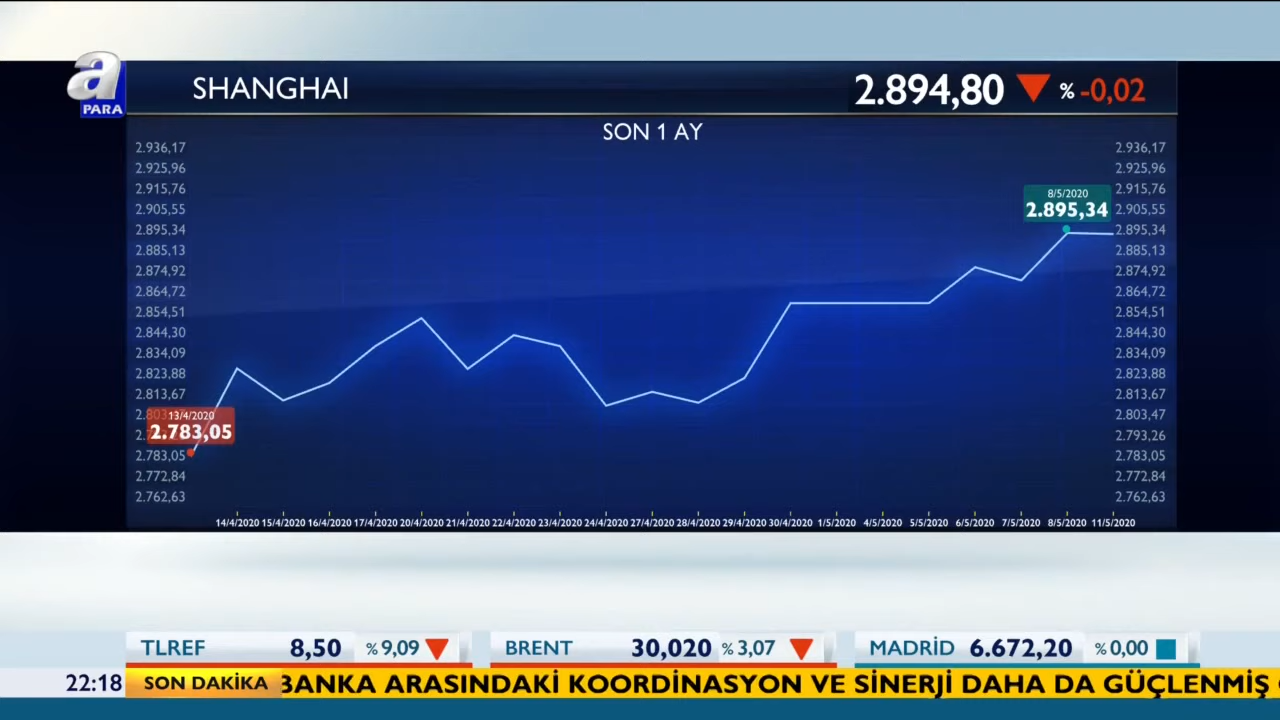 a
PARA
SHANGHAI
2.894,80 % -0,02
SON 1 AY
2.936,17 2.936,17
2.925,96 2.925,96
2.915,76 2.915,76
8/5/2020
2.895,34
2.905,55 2.905,55
2.895,34 2.895,34
2.885,13 2.885,13
2.874,92 2.874,92
2.864,72 2.864,72
2.854,51 2.854,51
2.844,30 2.844,30
2.834,09 2.834,09
2.823,88 2.823,88
2.813,67 2.813,67
2.803,47
13/4/2020
2.783,05
2.793,26
2.783,05 2.783,05
2.772,84 2.772,84
2.762,63 2.762,63
14/4/2020 15/4/2020 16/4/2020 17/4/2020 20/4/2020 21/4/2020 22/4/2020 23/4/2020 24/4/2020 27/4/2020 28/4/2020 29/4/2020 30/4/2020 1/5/2020 4/5/2020 5/5/2020 6/5/2020 7/5/2020 8/5/2020 11/5/2020
TLREF 8,50 %9,09 BRENT 30,020 %3,07 MADRİD 6.672,20 %0,00
22:18 SON DAKİKA BANKA ARASINDAKİ KOORDİNASYON VE SİNERJİ DAHA DA GÜÇLENMİŞ